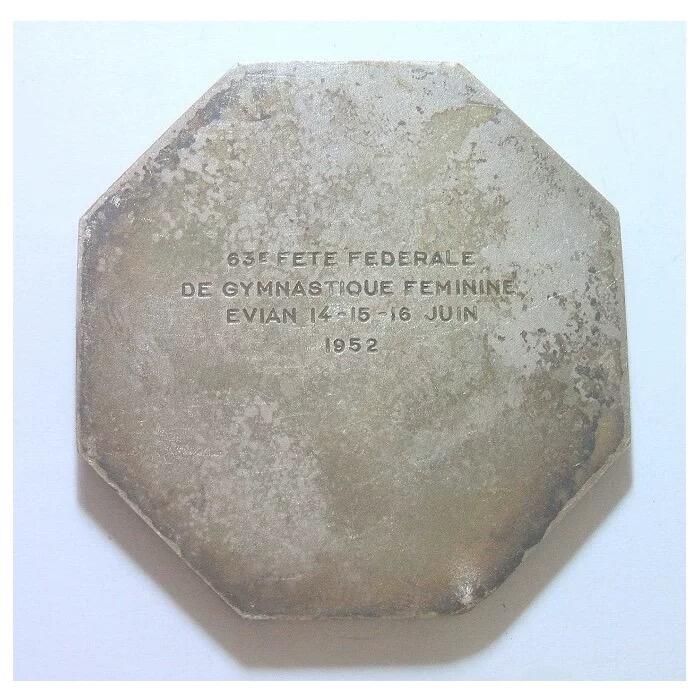 63E FETE FEDERALE
DE GYMNASTIQUE FEMININE
EVIAN 14-15-16 JUIN
1952